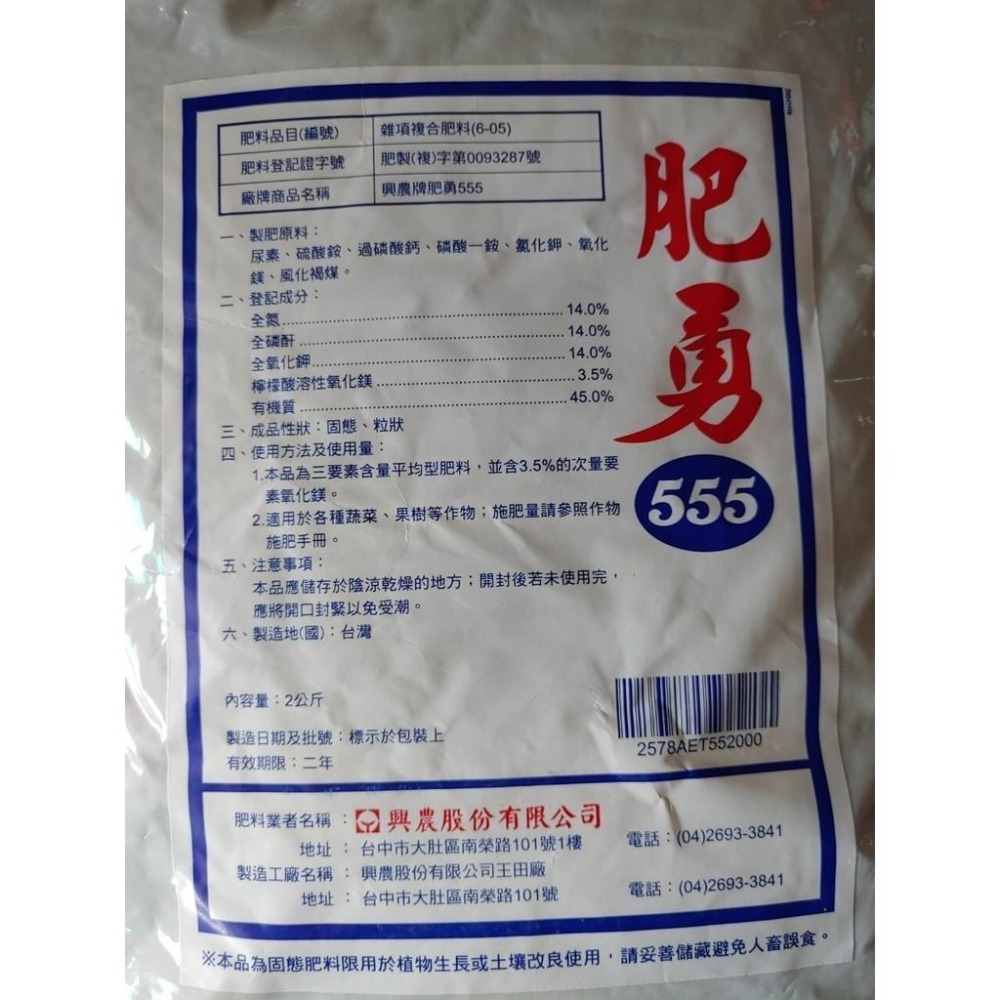 肥料品目(編號) 雜項複合肥料(6-05)
肥料登記證字號 肥製(複)字第0093287號
廠牌商品名稱 興農牌肥勇555
肥勇
555
一、製肥原料：
尿素、硫酸銨、過磷酸鈣、磷酸一銨、氯化鉀、氧化
鎂、風化褐煤。
二、登記成分：
全氮 14.0%
全磷酐 14.0%
全氧化鉀 14.0%
檸檬酸溶性氧化鎂 3.5%
有機質 45.0%
三、成品性狀：固態、粒狀
四、使用方法及使用量：
1.本品為三要素含量平均型肥料，並含3.5%的次量要
素氧化鎂。
2.適用於各種蔬菜、果樹等作物；施肥量請參照作物
施肥手冊。
五、注意事項：
本品應儲存於陰涼乾燥的地方；開封後若未使用完，
應將開口封緊以免受潮。
六、製造地(國)：台灣
內容量：2公斤
製造日期及批號：標示於包裝上
有效期限：二年
2578AET552000
肥料業者名稱：興農股份有限公司
地址：台中市大肚區南榮路101號1樓 電話：(04)2693-3841
製造工廠名稱：興農股份有限公司王田廠
地址：台中市大肚區南榮路101號 電話：(04)2693-3841
※本品為固態肥料限用於植物生長或土壤改良使用，請妥善儲藏避免人畜誤食。